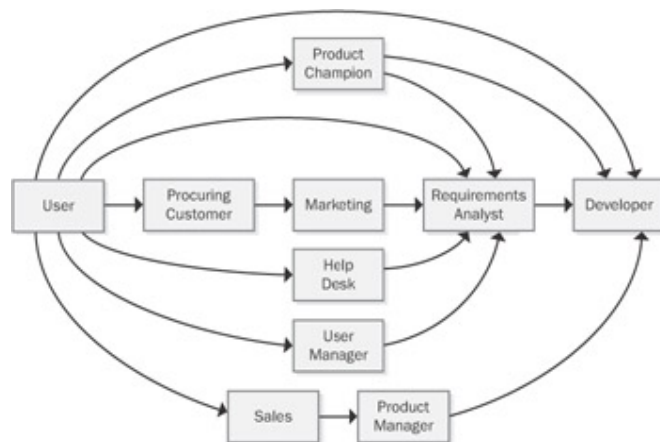 Product
Champion
User
Procuring
Customer
Marketing
Requirements
Analyst
Developer
Help
Desk
User
Manager
Sales
Product
Manager